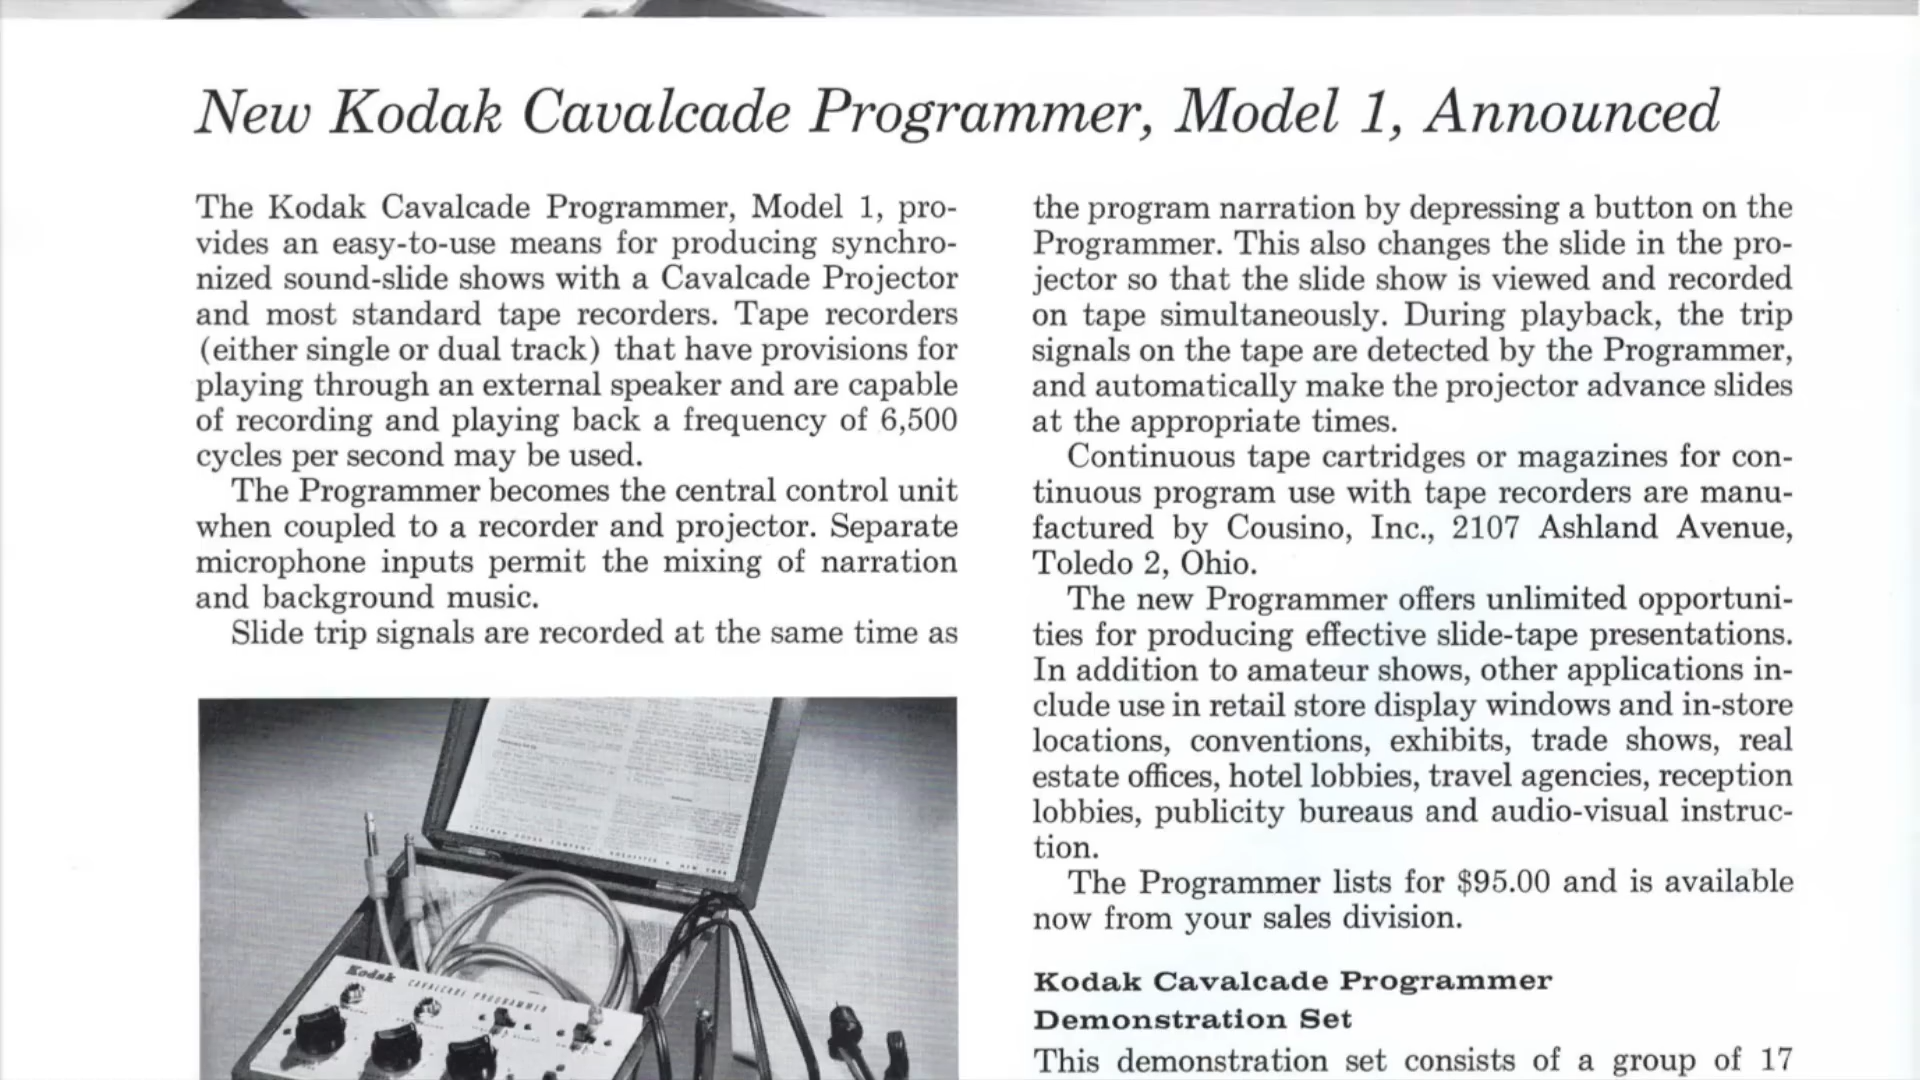 New Kodak Cavalcade Programmer, Model 1, Announced
The Kodak Cavalcade Programmer, Model 1, pro-
vides an easy-to-use means for producing synchro-
nized sound-slide shows with a Cavalcade Projector
and most standard tape recorders. Tape recorders
(either single or dual track) that have provisions for
playing through an external speaker and are capable
of recording and playing back a frequency of 6,500
cycles per second may be used.
The Programmer becomes the central control unit
when coupled to a recorder and projector. Separate
microphone inputs permit the mixing of narration
and background music.
Slide trip signals are recorded at the same time as
EASTMAN KODAK COMPANY, ROCHESTER 4, NEW YORK
Kodak CAVALCADE PROGRAMMER
the program narration by depressing a button on the
Programmer. This also changes the slide in the pro-
jector so that the slide show is viewed and recorded
on tape simultaneously. During playback, the trip
signals on the tape are detected by the Programmer,
and automatically make the projector advance slides
at the appropriate times.
Continuous tape cartridges or magazines for con-
tinuous program use with tape recorders are manu-
factured by Cousino, Inc., 2107 Ashland Avenue,
Toledo 2, Ohio.
The new Programmer offers unlimited opportuni-
ties for producing effective slide-tape presentations.
In addition to amateur shows, other applications in-
clude use in retail store display windows and in-store
locations, conventions, exhibits, trade shows, real
estate offices, hotel lobbies, travel agencies, reception
lobbies, publicity bureaus and audio-visual instruc-
tion.
The Programmer lists for $95.00 and is available
now from your sales division.
Kodak Cavalcade Programmer
Demonstration Set
This demonstration set consists of a group of 17